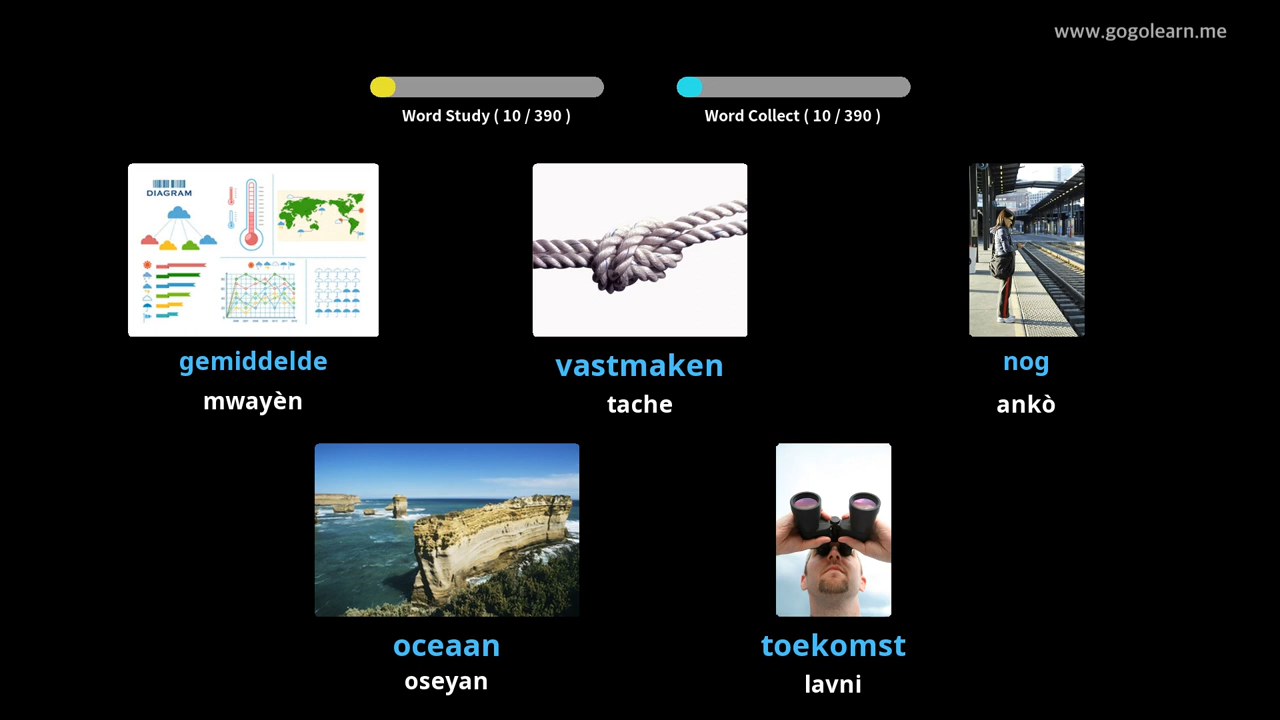 www.gogolearn.me
Word Study ( 10 / 390 )
Word Collect ( 10 / 390 )
DIAGRAM
gemiddelde
mwayèn
vastmaken
tache
nog
ankò
oceaan
oseyan
toekomst
lavni